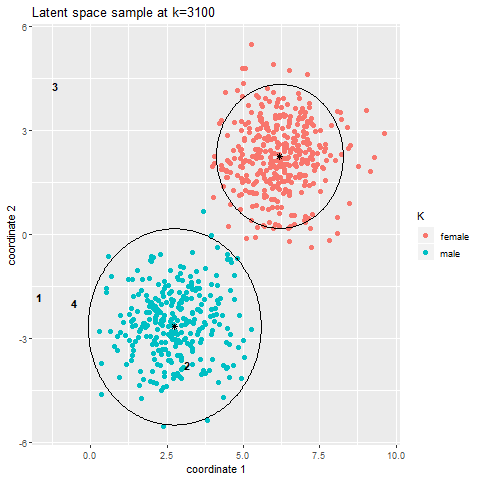 Latent space sample at k=3100
6
3
0
-3
-6
coordinate 2
3
1
4
2
0.0
2.5
5.0
7.5
10.0
coordinate 1
K
female
male